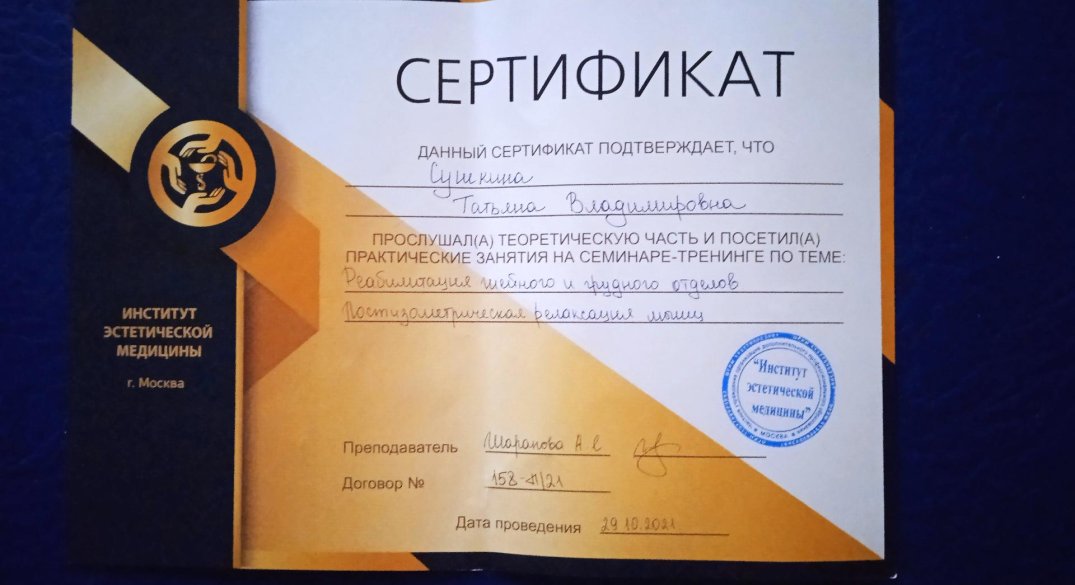 СЕРТИФИКАТ
ДАННЫЙ СЕРТИФИКАТ ПОДТВЕРЖДАЕТ, ЧТО
Сушкина
Татьяна Владимировна
ПРОСЛУШАЛ(А) ТЕОРЕТИЧЕСКУЮ ЧАСТЬ И ПОСЕТИЛ(А)
ПРАКТИЧЕСКИЕ ЗАНЯТИЯ НА СЕМИНАРЕ-ТРЕНИНГЕ ПО ТЕМЕ:
Реабилитация шейного и грудного отделов
Постизометрическая релаксация мышц
ИНСТИТУТ
ЭСТЕТИЧЕСКОЙ
МЕДИЦИНЫ
г. Москва
"Институт
эстетической
медицины"
МОСКВА
Преподаватель Шарапова А.С
Договор № 158-П/21
Дата проведения 29.10.2021